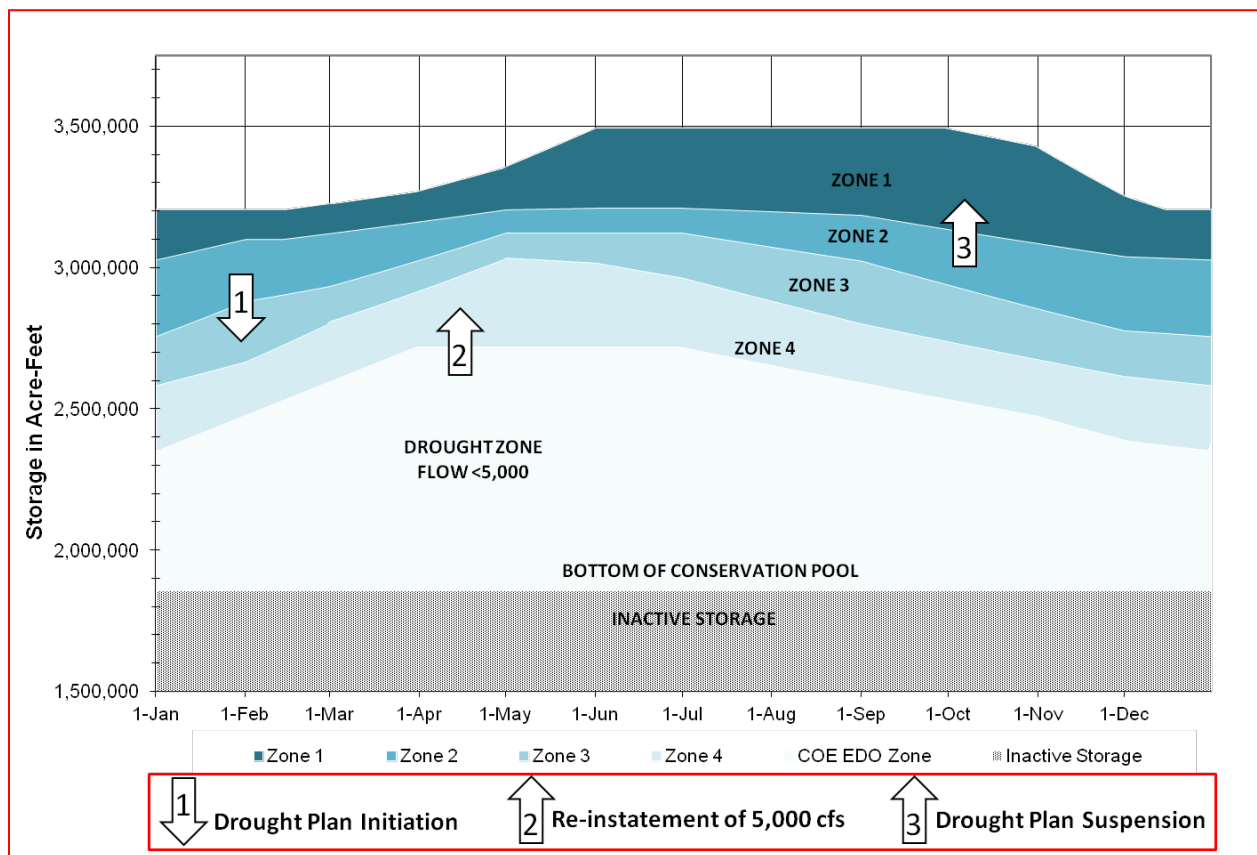 Storage in Acre-Feet
3,500,000
3,000,000
2,500,000
2,000,000
1,500,000
ZONE 1
ZONE 2
ZONE 3
ZONE 4
1
2
3
DROUGHT ZONE
FLOW <5,000
BOTTOM OF CONSERVATION POOL
INACTIVE STORAGE
1-Jan 1-Feb 1-Mar 1-Apr 1-May 1-Jun 1-Jul 1-Aug 1-Sep 1-Oct 1-Nov 1-Dec
Zone 1 Zone 2 Zone 3 Zone 4 COE EDO Zone Inactive Storage
1 Drought Plan Initiation 2 Re-instatement of 5,000 cfs 3 Drought Plan Suspension